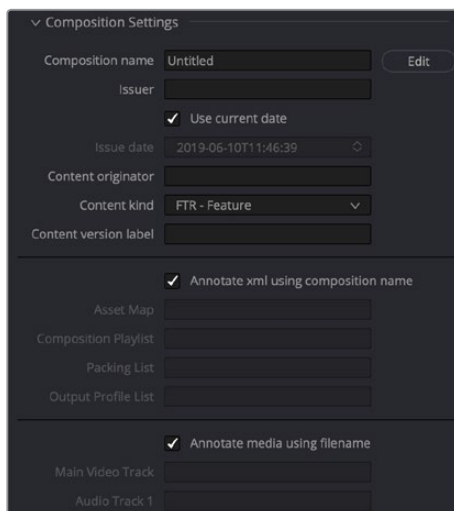 Composition Settings
Composition name Untitled Edit
Issuer
Use current date
Issue date 2019-06-10T11:46:39
Content originator
Content kind FTR - Feature
Content version label
Annotate xml using composition name
Asset Map
Composition Playlist
Packing List
Output Profile List
Annotate media using filename
Main Video Track
Audio Track 1